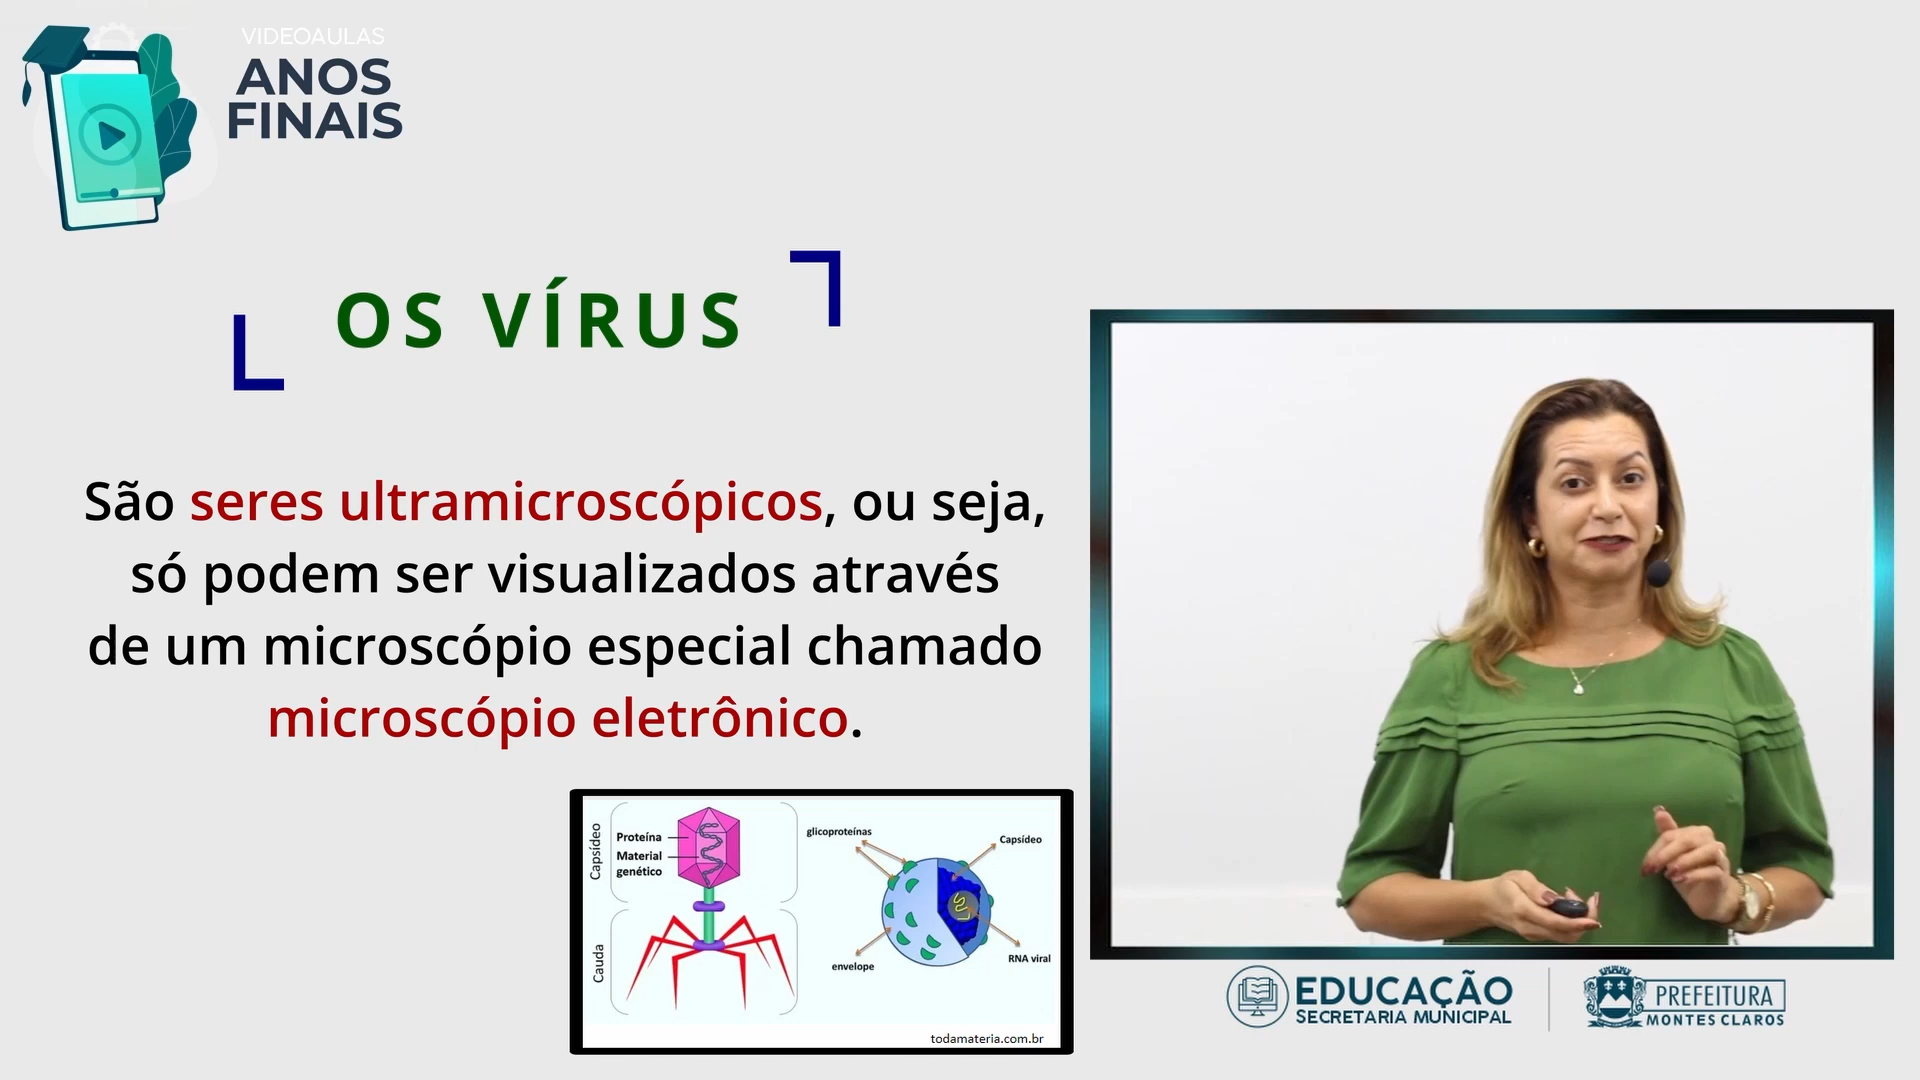 VIDEOAULAS
ANOS
FINAIS
OS VÍRUS
São seres ultramicroscópicos, ou seja,
só podem ser visualizados através
de um microscópio especial chamado
microscópio eletrônico.
Capsídeo
Proteína
Material
genético
Cauda
glicoproteínas
Capsídeo
envelope
RNA viral
todamateria.com.br
EDUCAÇÃO
SECRETARIA MUNICIPAL
PREFEITURA
MONTES CLAROS